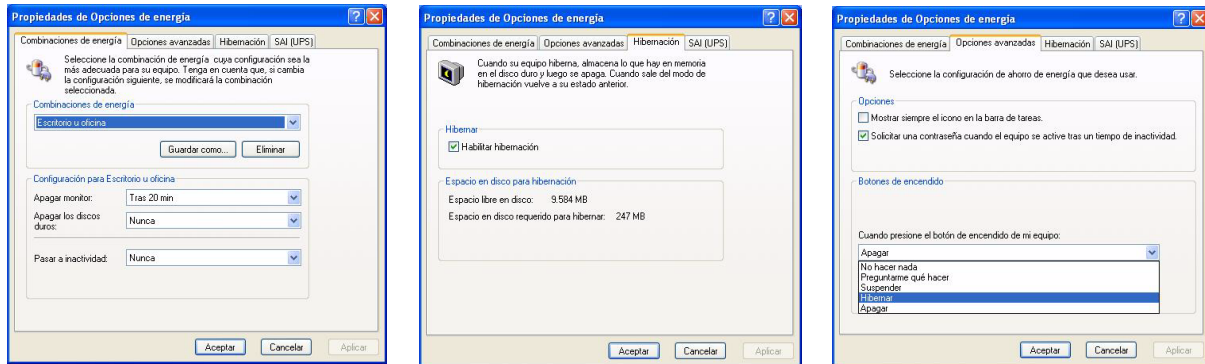 Propiedades de Opciones de energía
Combinaciones de energía Opciones avanzadas Hibernación SAI (UPS)
Seleccione la combinación de energía cuya configuración sea la
más adecuada para su equipo. Tenga en cuenta que, si cambia
la configuración siguiente, se modificará la combinación
seleccionada.
Combinaciones de energía
Escritorio u oficina
Guardar como... Eliminar
Configuración para Escritorio u oficina
Apagar monitor: Tras 20 min
Apagar los discos
duros: Nunca
Pasar a inactividad: Nunca
Aceptar Cancelar Aplicar
Propiedades de Opciones de energía
Combinaciones de energía Opciones avanzadas Hibernación SAI (UPS)
Cuando su equipo hiberna, almacena lo que hay en memoria
en el disco duro y luego se apaga. Cuando sale del modo de
hibernación vuelve a su estado anterior.
Hibernar
Habilitar hibernación
Espacio en disco para hibernación
Espacio libre en disco: 9.584 MB
Espacio en disco requerido para hibernar: 247 MB
Aceptar Cancelar Aplicar
Propiedades de Opciones de energía
Combinaciones de energía Opciones avanzadas Hibernación SAI (UPS)
Seleccione la configuración de ahorro de energía que desea usar.
Opciones
Mostrar siempre el icono en la barra de tareas.
Solicitar una contraseña cuando el equipo se active tras un tiempo de inactividad.
Botones de encendido
Cuando presione el botón de encendido de mi equipo:
Apagar
No hacer nada
Preguntarme qué hacer
Suspender
Hibernar
Apagar
Aceptar Cancelar Aplicar